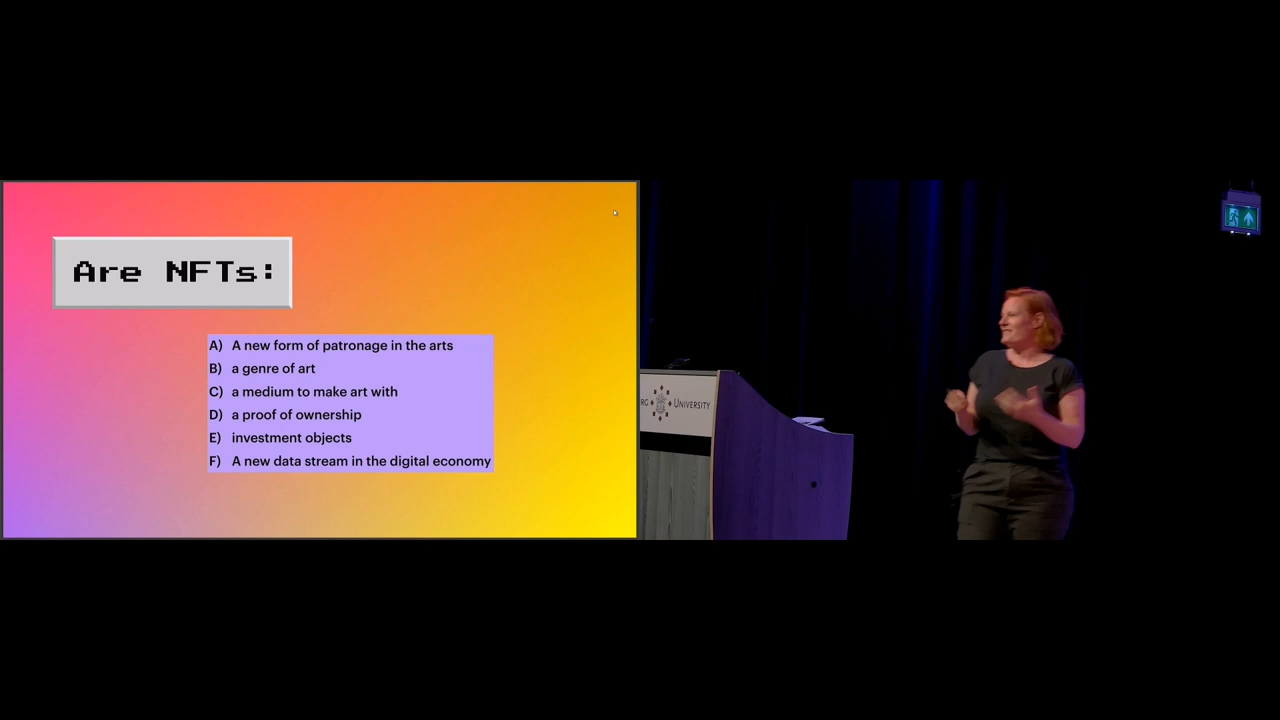 Are NFTs:
A) A new form of patronage in the arts
B) a genre of art
C) a medium to make art with
D) a proof of ownership
E) investment objects
F) A new data stream in the digital economy
RG UNIVERSITY